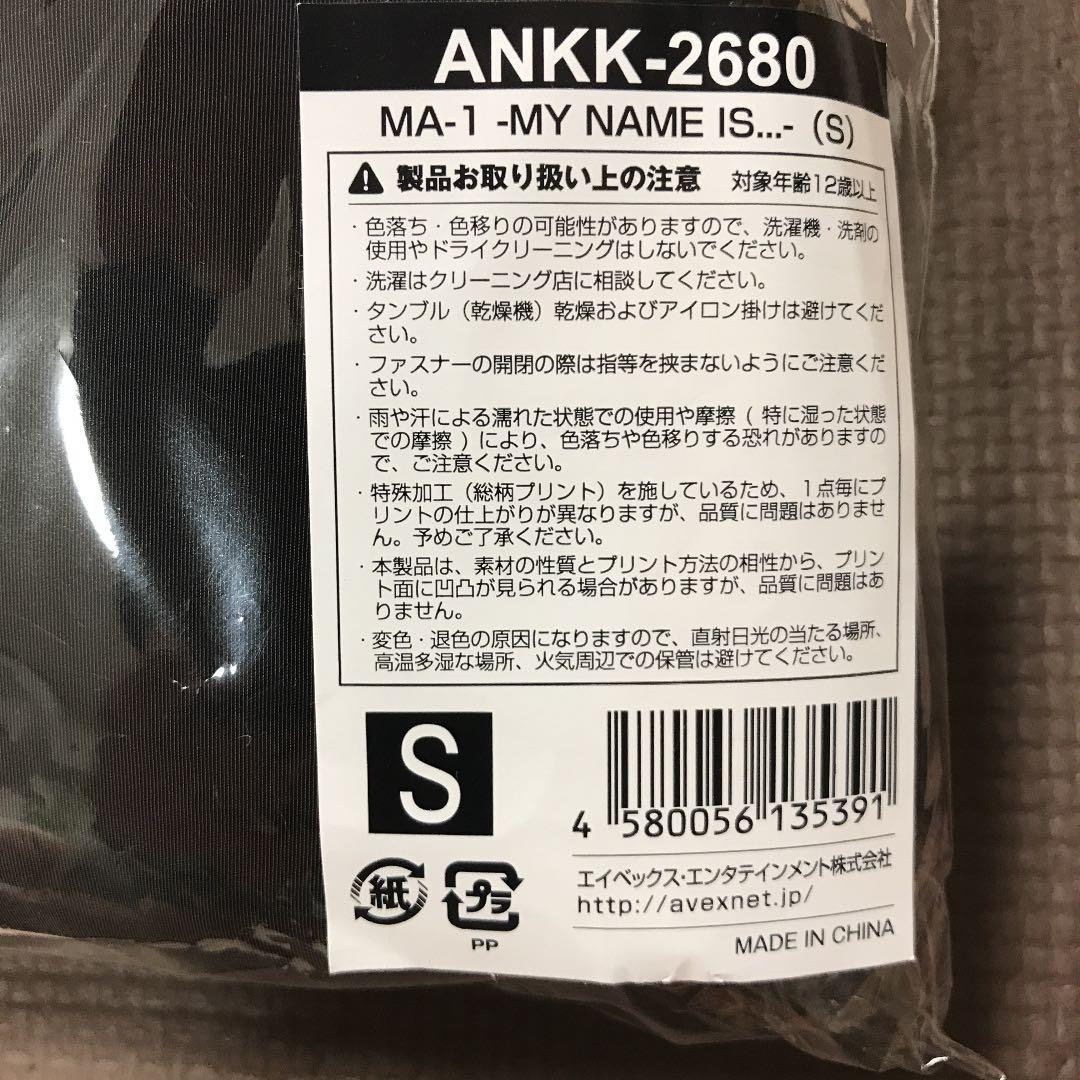 ANKK-2680
MA-1 -MY NAME IS...- (S)
製品お取り扱い上の注意 対象年齢12歳以上
・色落ち・色移りの可能性がありますので、洗濯機・洗剤の
使用やドライクリーニングはしないでください。
・洗濯はクリーニング店に相談してください。
・タンブル（乾燥機）乾燥およびアイロン掛けは避けてくだ
さい。
・ファスナーの開閉の際は指等を挟まないようにご注意くだ
さい。
・雨や汗による濡れた状態での使用や摩擦 ( 特に湿った状態
での摩擦 ) により、色落ちや色移りする恐れがありますの
で、ご注意ください。
・特殊加工（総柄プリント）を施しているため、１点毎にプ
リントの仕上がりが異なりますが、品質に問題はありませ
ん。予めご了承ください。
・本製品は、素材の性質とプリント方法の相性から、プリン
ト面に凹凸が見られる場合がありますが、品質に問題はあ
りません。
・変色・退色の原因になりますので、直射日光の当たる場所、
高温多湿な場所、火気周辺での保管は避けてください。
S
4 580056 135391
紙
プラ
PP
エイベックス・エンタテインメント株式会社
http://avexnet.jp/
MADE IN CHINA